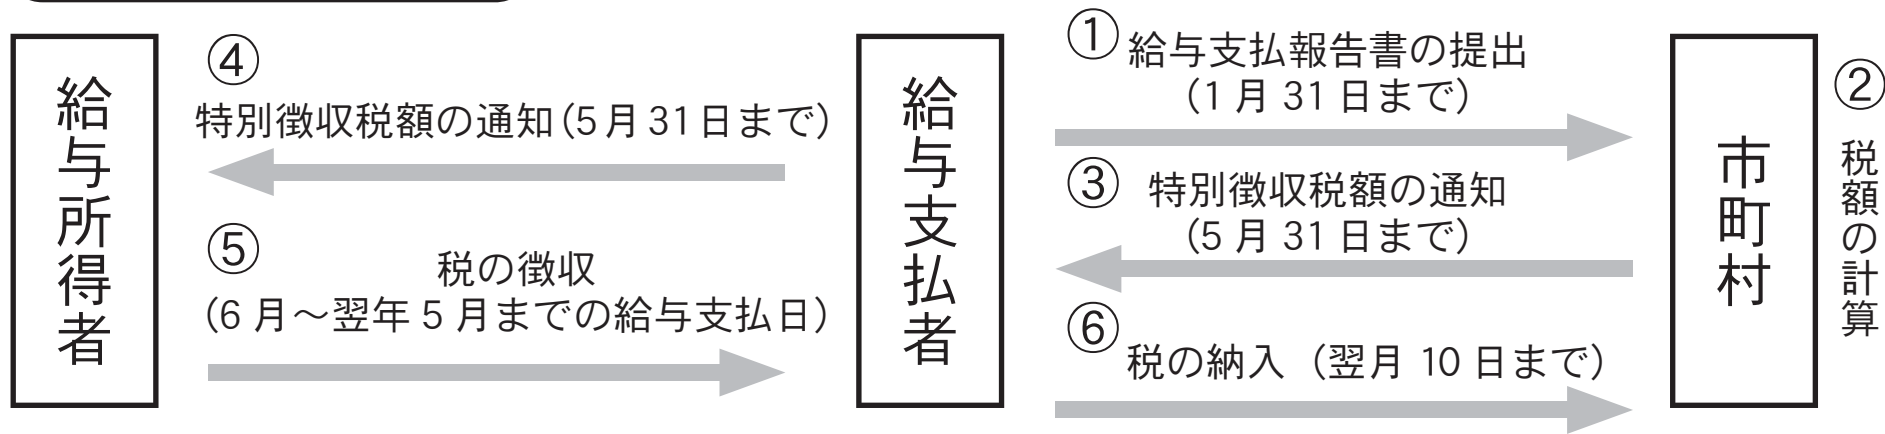 給与所得者
④
特別徴収税額の通知(5月31日まで)
⑤
税の徴収
(6月～翌年5月までの給与支払日)
給与支払者
①
給与支払報告書の提出
(1月31日まで)
③
特別徴収税額の通知
(5月31日まで)
⑥
税の納入(翌月10日まで)
市町村
②
税額の計算